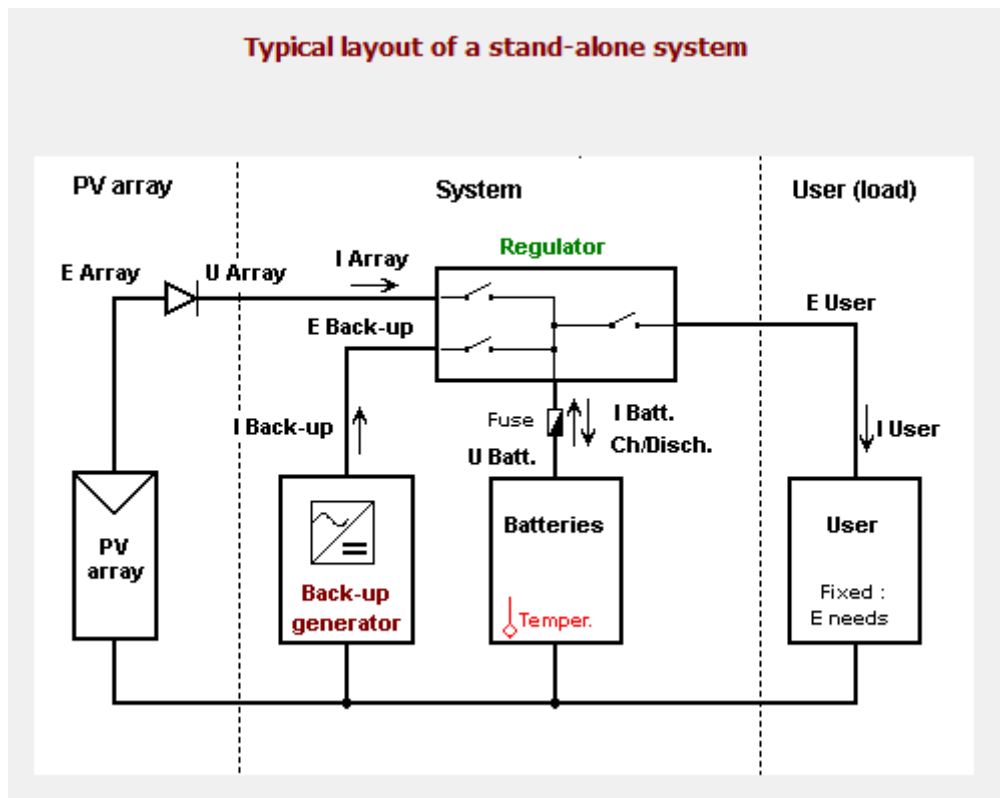 Typical layout of a stand-alone system
PV array
System
User (load)
Regulator
E Array
U Array
I Array
E Back-up
E User
I Back-up
Fuse
I Batt.
Ch/Disch.
U Batt.
I User
PV
array
Back-up
generator
Batteries
Temper.
User
Fixed :
E needs